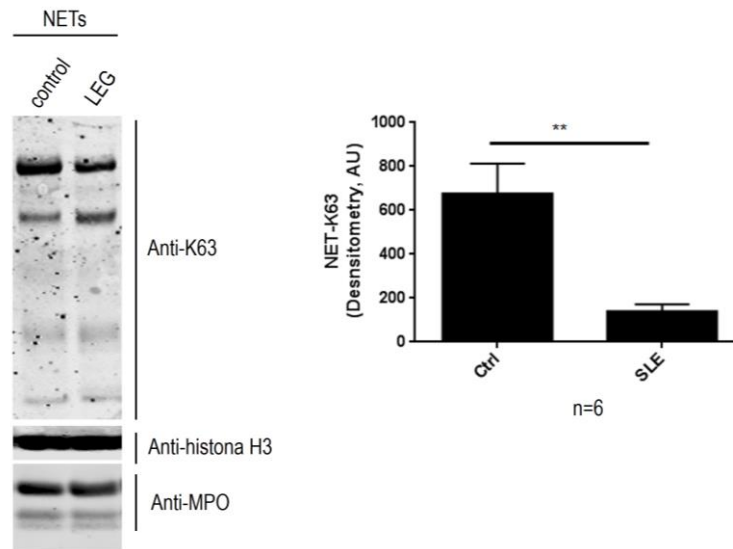 NETs
control
LEG
Anti-K63
Anti-histona H3
Anti-MPO
NET-K63
(Desnsitometry, AU)
1000
800
600
400
200
0
**
Ctrl
SLE
n=6